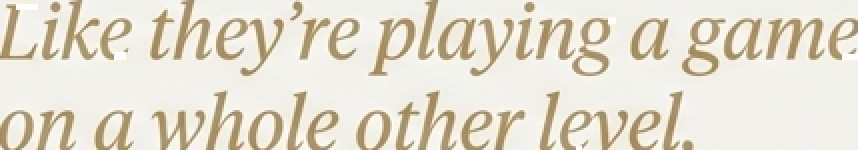 Like they’re playing a game
on a whole other level.